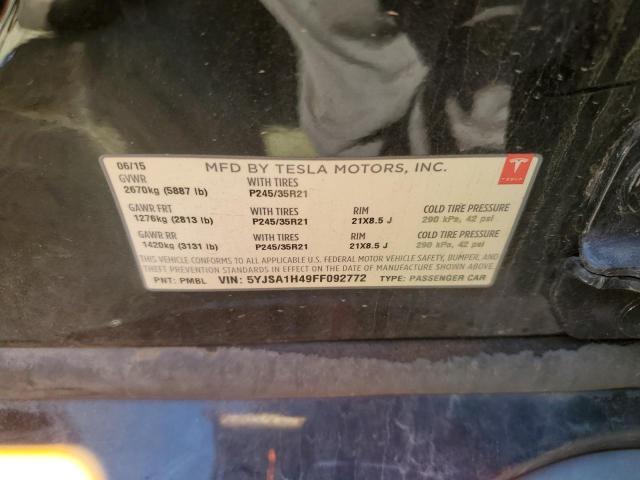 06/15 MFD BY TESLA MOTORS, INC.
GVWR WITH TIRES
2670kg (5887 lb) P245/35R21
TESLA
GAWR FRT WITH TIRES RIM COLD TIRE PRESSURE
1276kg (2813 lb) P245/35R21 21X8.5 J 290 kPa, 42 psi
GAWR RR WITH TIRES RIM COLD TIRE PRESSURE
1420kg (3131 lb) P245/35R21 21X8.5 J 290 kPa, 42 psi
THIS VEHICLE CONFORMS TO ALL APPLICABLE U.S. FEDERAL MOTOR VEHICLE SAFETY, BUMPER, AND
THEFT PREVENTION STANDARDS IN EFFECT ON THE DATE OF MANUFACTURE SHOWN ABOVE.
PNT: PMBL VIN: 5YJSA1H49FF092772 TYPE: PASSENGER CAR